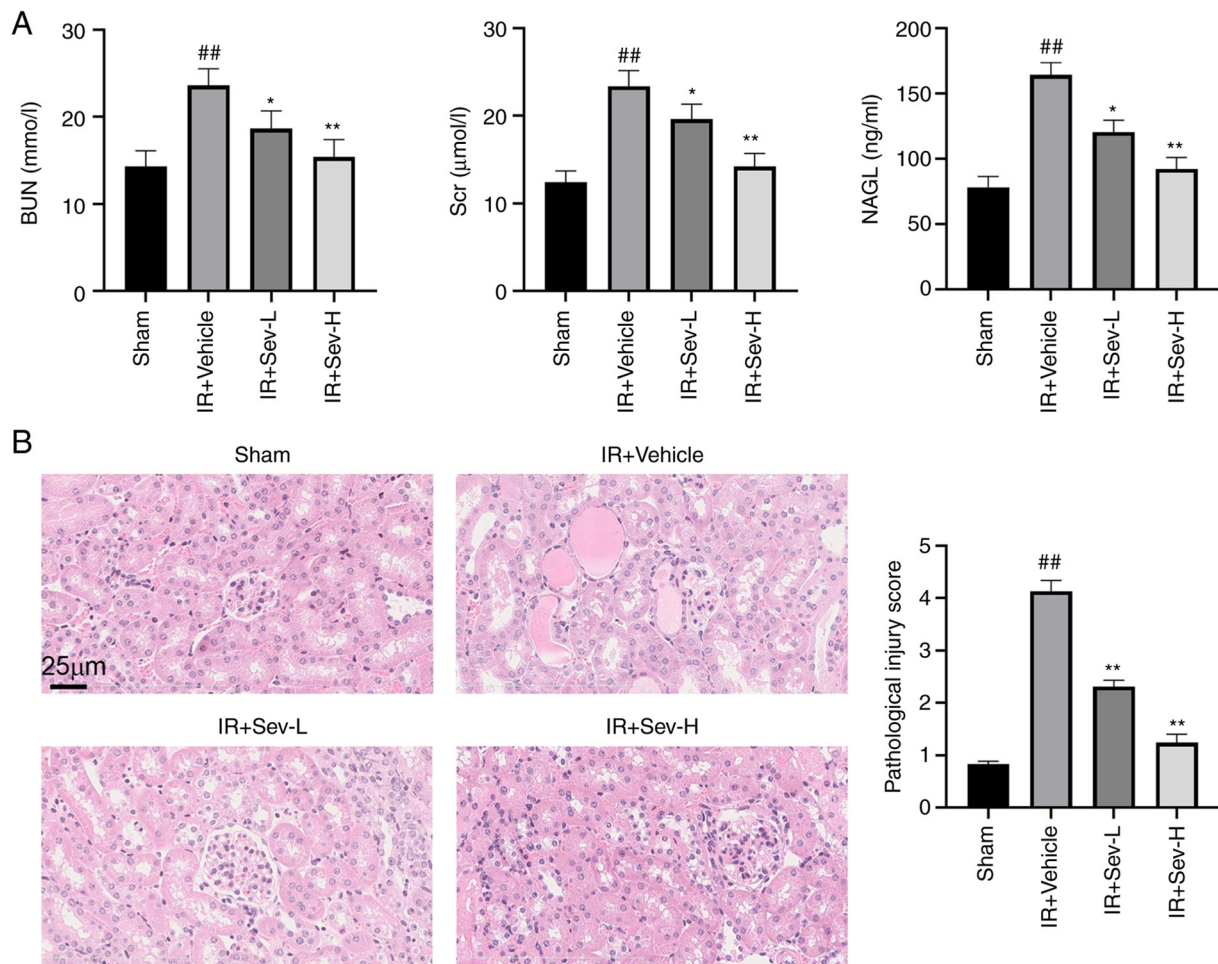 A
BUN (mmo/l)
30
20
10
0
##
*
**
Sham
IR+Vehicle
IR+Sev-L
IR+Sev-H
Scr (μmol/l)
30
20
10
0
##
*
**
Sham
IR+Vehicle
IR+Sev-L
IR+Sev-H
NAGL (ng/ml)
200
150
100
50
0
##
*
**
Sham
IR+Vehicle
IR+Sev-L
IR+Sev-H
B
Sham
IR+Vehicle
25μm
IR+Sev-L
IR+Sev-H
Pathological injury score
5
4
3
2
1
0
##
**
**
Sham
IR+Vehicle
IR+Sev-L
IR+Sev-H